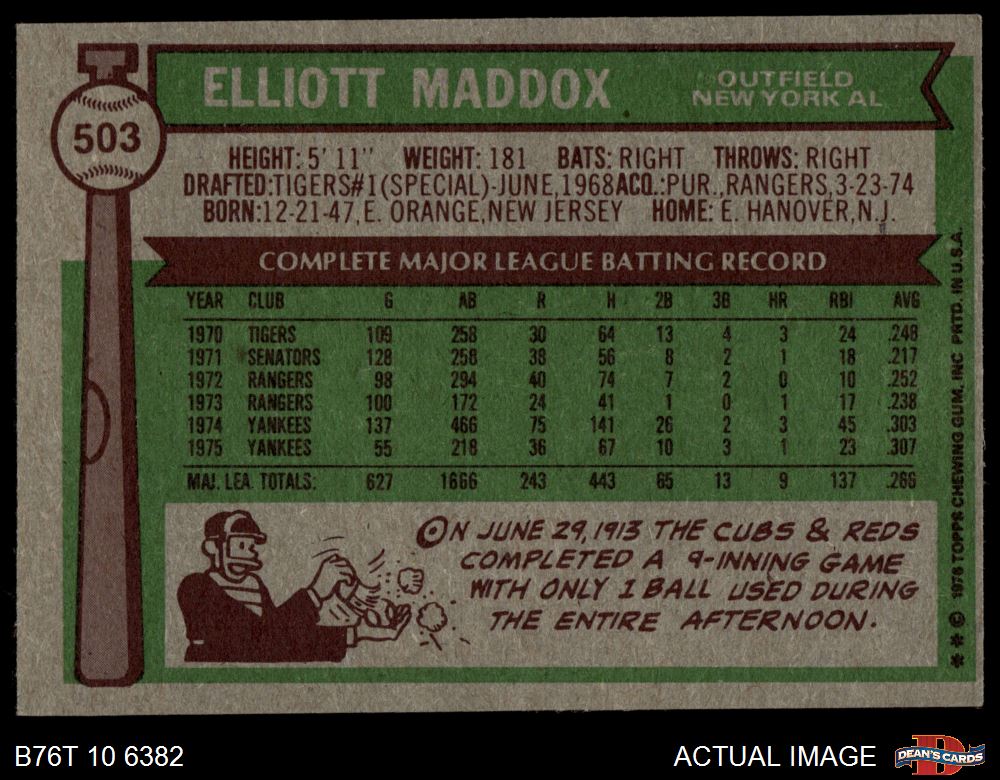 503
ELLIOTT MADDOX
OUTFIELD
NEW YORK AL
HEIGHT: 5' 11" WEIGHT: 181 BATS: RIGHT THROWS: RIGHT
DRAFTED: TIGERS #1 (SPECIAL)-JUNE, 1968 ACQ.: PUR., RANGERS, 3-23-74
BORN: 12-21-47, E. ORANGE, NEW JERSEY HOME: E. HANOVER, N.J.
COMPLETE MAJOR LEAGUE BATTING RECORD
YEAR CLUB G AB R H 2B 3B HR RBI AVG
1970 TIGERS 109 258 30 64 13 4 3 24 .248
1971 *SENATORS 128 258 38 56 8 2 1 18 .217
1972 RANGERS 98 294 40 74 7 2 0 10 .252
1973 RANGERS 100 172 24 41 1 0 1 17 .238
1974 YANKEES 137 466 75 141 26 2 3 45 .303
1975 YANKEES 55 218 36 67 10 3 1 23 .307
MAJ. LEA. TOTALS: 627 1666 243 443 65 13 9 137 .266
ON JUNE 29, 1913 THE CUBS & REDS
COMPLETED A 9-INNING GAME
WITH ONLY 1 BALL USED DURING
THE ENTIRE AFTERNOON.
* * © 1976 TOPPS CHEWING GUM, INC PRTD. IN U.S.A.
B76T 10 6382
ACTUAL IMAGE
DEAN'S CARDS